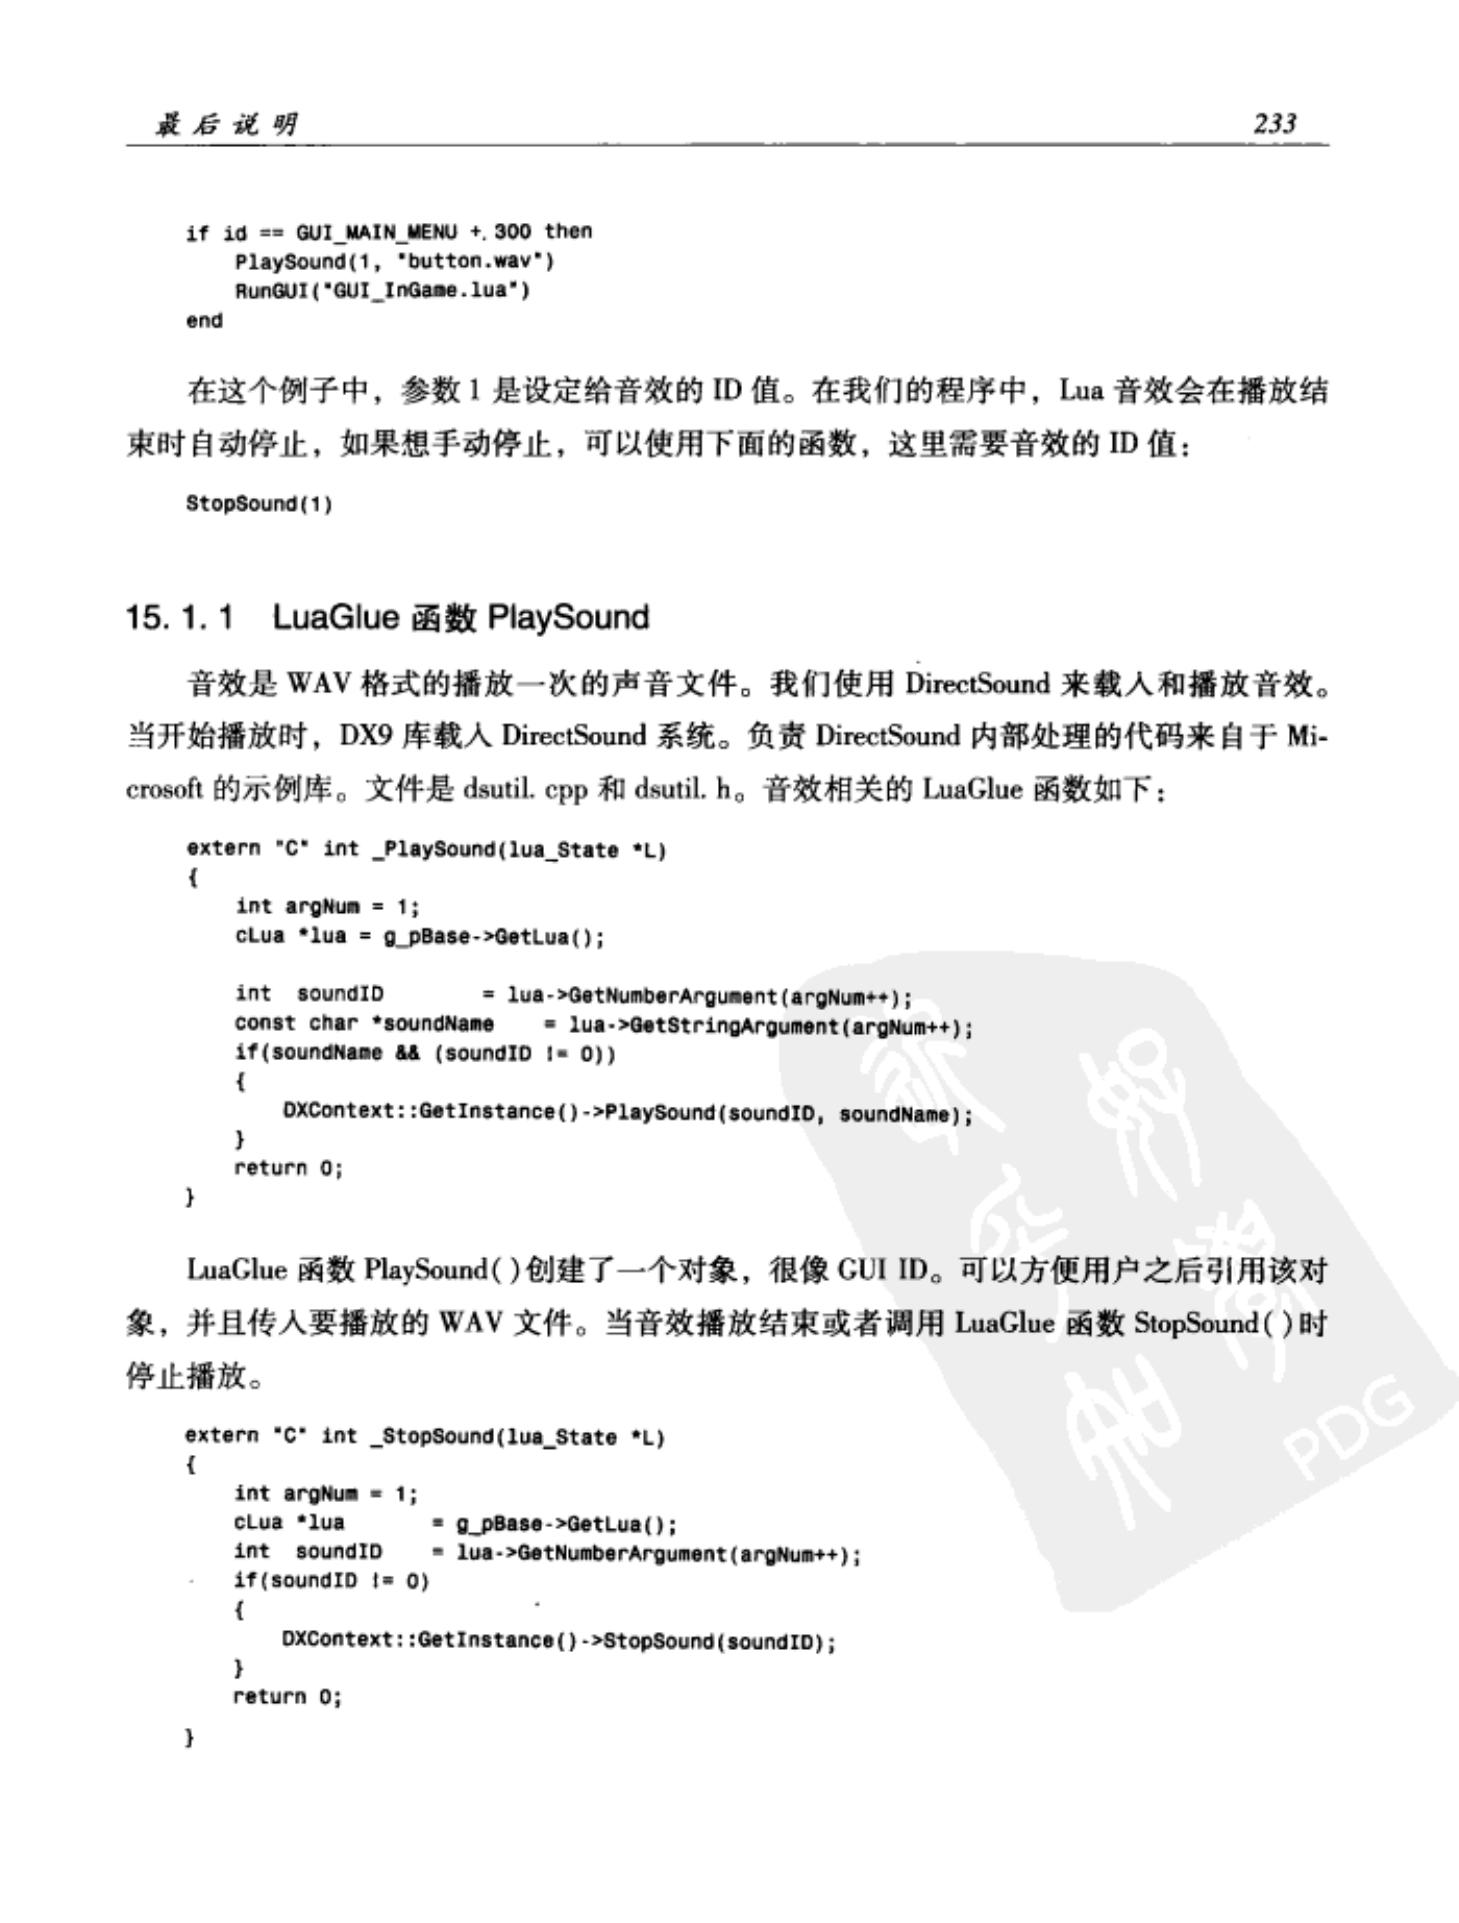 最后说明 233
if id == GUI_MAIN_MENU + 300 then
    PlaySound(1, "button.wav")
    RunGUI("GUI_InGame.lua")
end
在这个例子中，参数 1 是设定给音效的 ID 值。在我们的程序中，Lua 音效会在播放结
束时自动停止，如果想手动停止，可以使用下面的函数，这里需要音效的 ID 值：
StopSound(1)
15.1.1 LuaGlue 函数 PlaySound
音效是 WAV 格式的播放一次的声音文件。我们使用 DirectSound 来载入和播放音效。
当开始播放时，DX9 库载入 DirectSound 系统。负责 DirectSound 内部处理的代码来自于 Mi-
crosoft 的示例库。文件是 dsutil. cpp 和 dsutil. h。音效相关的 LuaGlue 函数如下：
extern "C" int _PlaySound(lua_State *L)
{
    int argNum = 1;
    cLua *lua = g_pBase->GetLua();
    int  soundID        = lua->GetNumberArgument(argNum++);
    const char *soundName    = lua->GetStringArgument(argNum++);
    if(soundName && (soundID != 0))
    {
        DXContext::GetInstance()->PlaySound(soundID, soundName);
    }
    return 0;
}
LuaGlue 函数 PlaySound( )创建了一个对象，很像 GUI ID。可以方便用户之后引用该对
象，并且传入要播放的 WAV 文件。当音效播放结束或者调用 LuaGlue 函数 StopSound( )时
停止播放。
extern "C" int _StopSound(lua_State *L)
{
    int argNum = 1;
    cLua *lua       = g_pBase->GetLua();
    int  soundID    = lua->GetNumberArgument(argNum++);
    if(soundID != 0)
    {
        DXContext::GetInstance()->StopSound(soundID);
    }
    return 0;
}
PDG